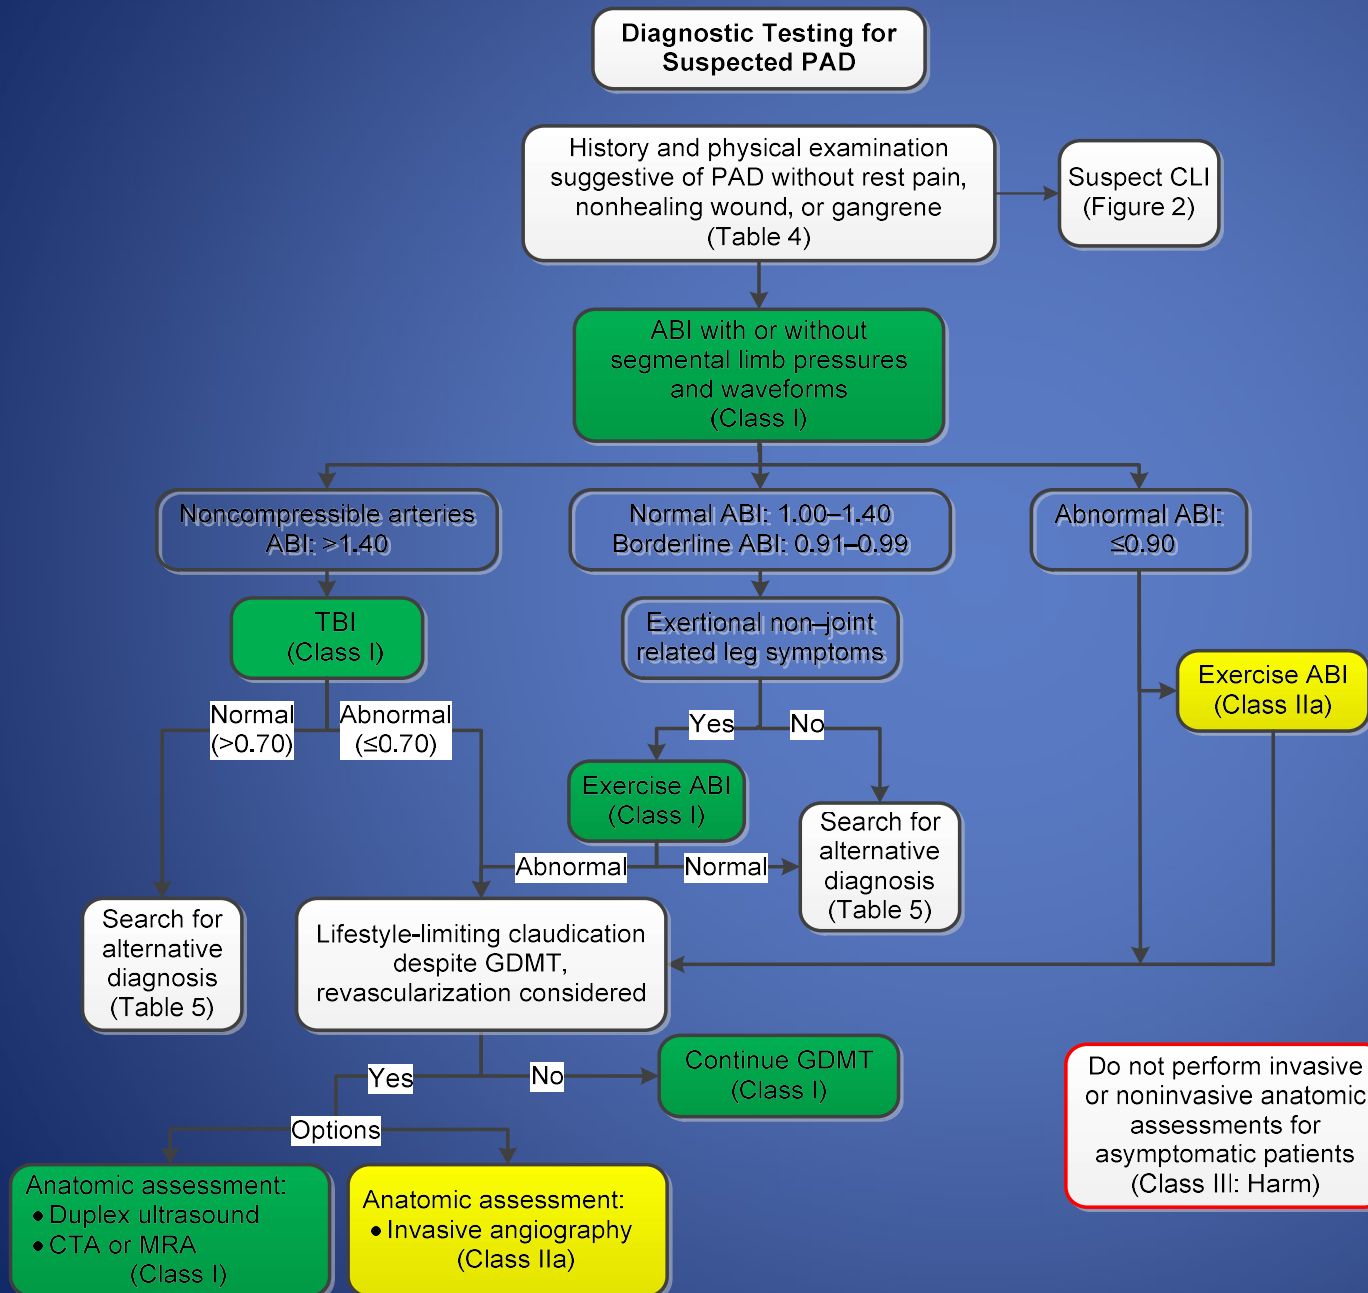 Diagnostic Testing for
Suspected PAD
History and physical examination
suggestive of PAD without rest pain,
nonhealing wound, or gangrene
(Table 4)
Suspect CLI
(Figure 2)
ABI with or without
segmental limb pressures
and waveforms
(Class I)
Noncompressible arteries
ABI: >1.40
Normal ABI: 1.00–1.40
Borderline ABI: 0.91–0.99
Abnormal ABI:
≤0.90
TBI
(Class I)
Exertional non–joint
related leg symptoms
Exercise ABI
(Class IIa)
Normal
(>0.70)
Abnormal
(≤0.70)
Yes
No
Exercise ABI
(Class I)
Search for
alternative
diagnosis
(Table 5)
Abnormal
Normal
Search for
alternative
diagnosis
(Table 5)
Lifestyle-limiting claudication
despite GDMT,
revascularization considered
Yes
No
Continue GDMT
(Class I)
Do not perform invasive
or noninvasive anatomic
assessments for
asymptomatic patients
(Class III: Harm)
Options
Anatomic assessment:
• Duplex ultrasound
• CTA or MRA
(Class I)
Anatomic assessment:
• Invasive angiography
(Class IIa)